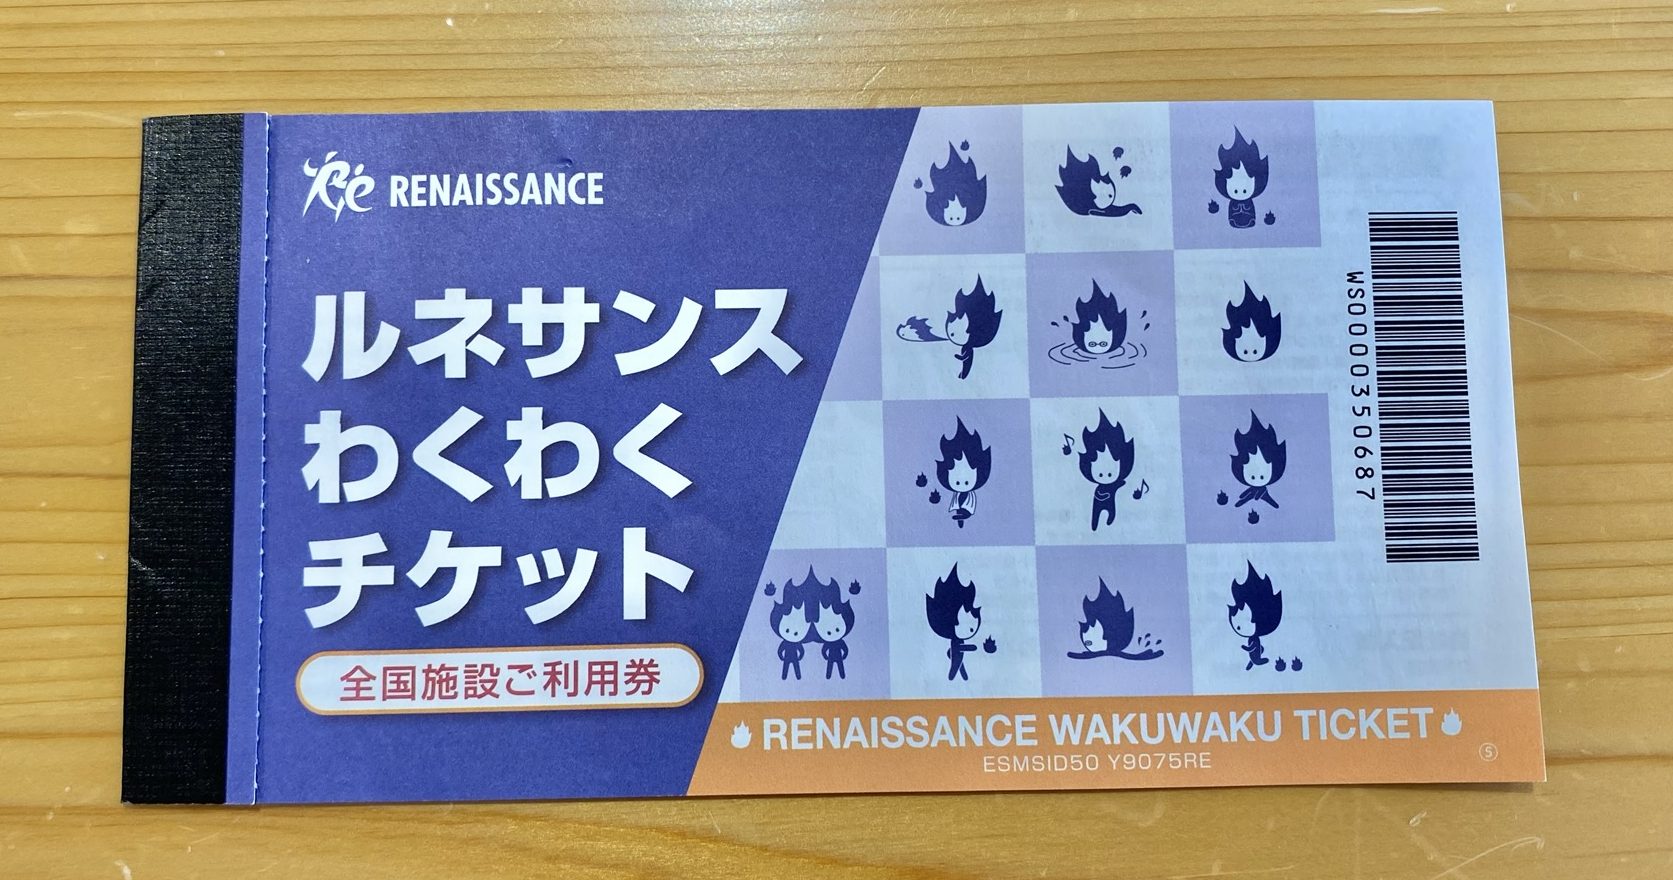 Re RENAISSANCE
ルネサンス
わくわく
チケット
全国施設ご利用券
WS0000350687
RENAISSANCE WAKUWAKU TICKET
ESMSID50 Y9075RE
S